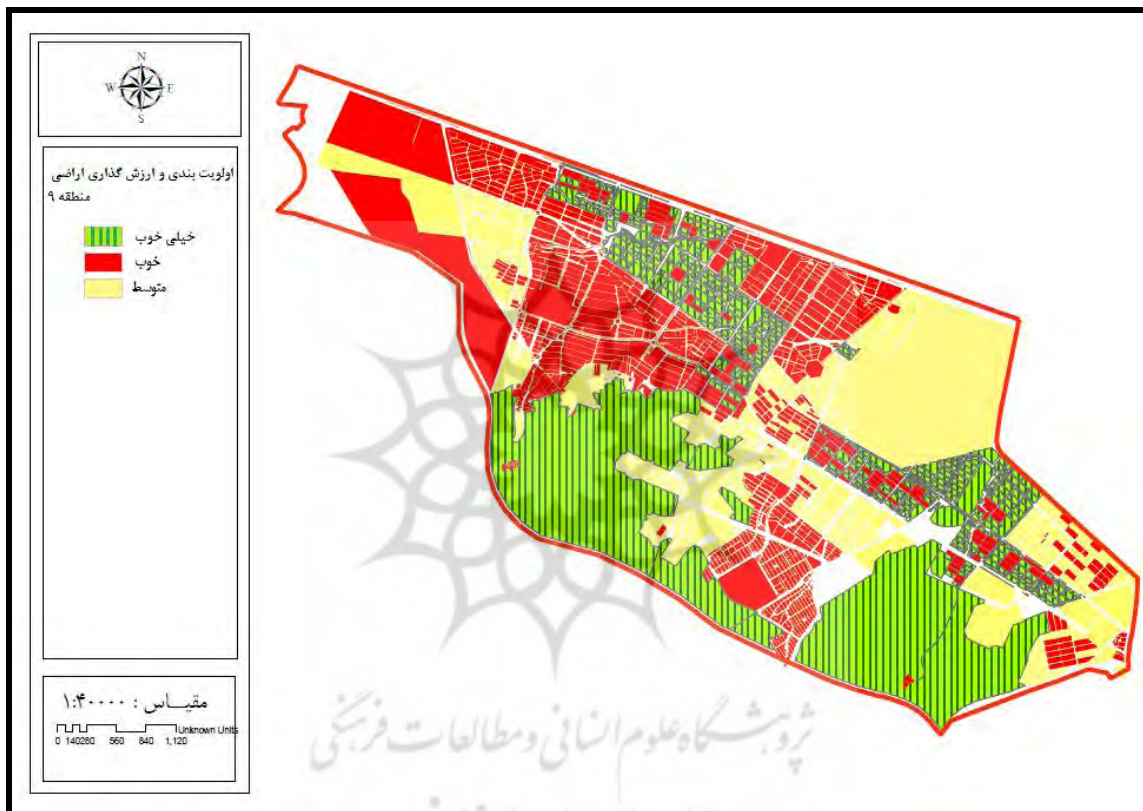 N
W E
S
اولویت بندی و ارزش گذاری اراضی
منطقه ۹
خیلی خوب
خوب
متوسط
مقیـــاس : ۱:۴۰۰۰۰
Unknown Units
0 140280 560 840 1,120
پژوهشگاه علوم انسانی و مطالعات فرهنگی